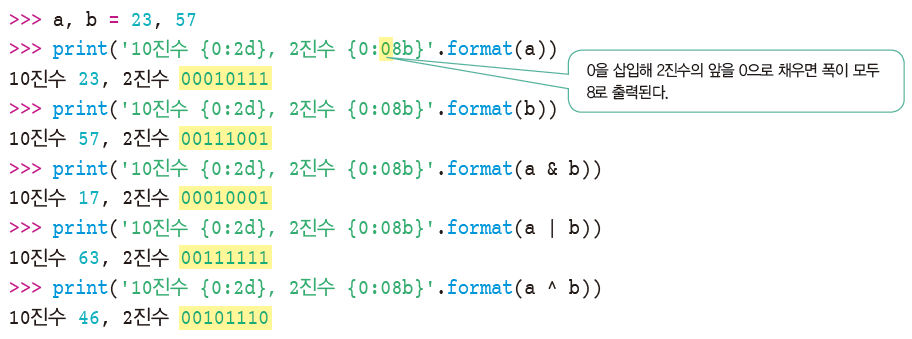 >>> a, b = 23, 57
>>> print('10진수 {0:2d}, 2진수 {0:08b}'.format(a))
0을 삽입해 2진수의 앞을 0으로 채우면 폭이 모두
8로 출력된다.
10진수 23, 2진수 00010111
>>> print('10진수 {0:2d}, 2진수 {0:08b}'.format(b))
10진수 57, 2진수 00111001
>>> print('10진수 {0:2d}, 2진수 {0:08b}'.format(a & b))
10진수 17, 2진수 00010001
>>> print('10진수 {0:2d}, 2진수 {0:08b}'.format(a | b))
10진수 63, 2진수 00111111
>>> print('10진수 {0:2d}, 2진수 {0:08b}'.format(a ^ b))
10진수 46, 2진수 00101110